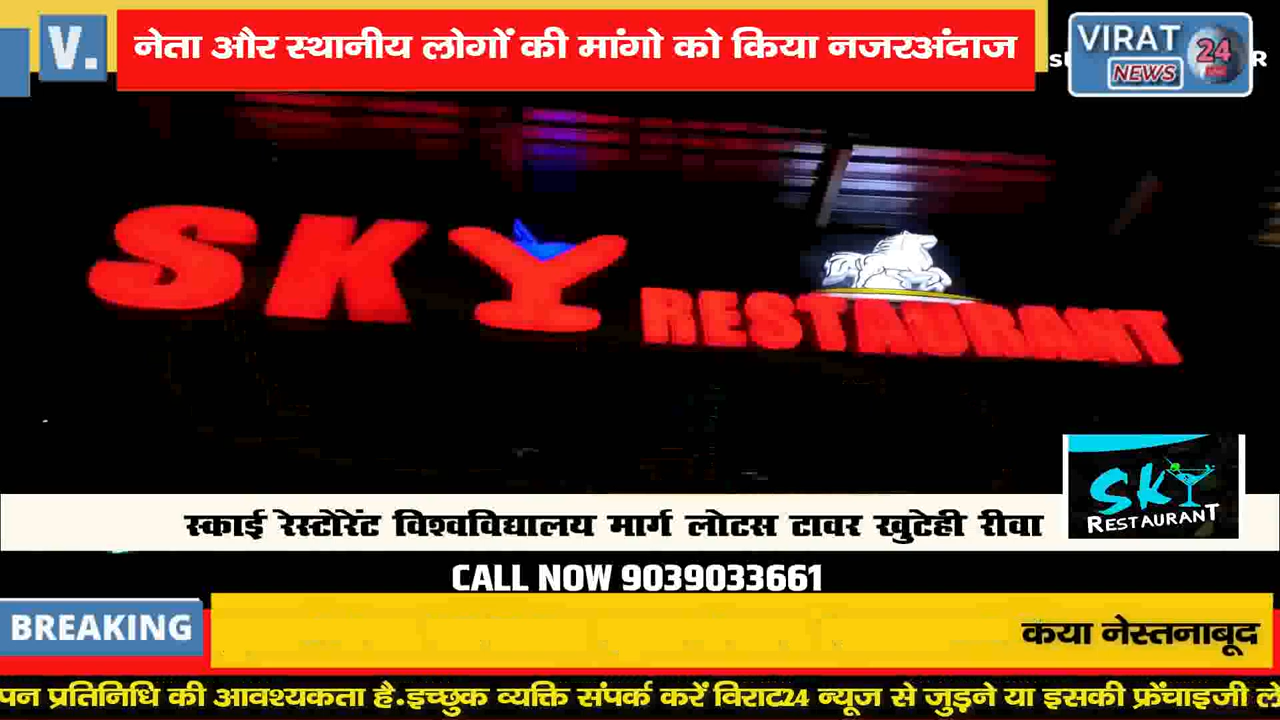 V.
नेता और स्थानीय लोगों की मांगो को किया नजरअंदाज
VIRAT
24
NEWS
SKY RESTAURANT
SKY
RESTAURANT
स्काई रेस्टोरेंट विश्वविद्यालय मार्ग लोटस टावर खुटेही रीवा
CALL NOW 9039033661
BREAKING
कया नेस्तनाबूद
पन प्रतिनिधि की आवश्यकता है.इच्छुक व्यक्ति संपर्क करें विराट24 न्यूज से जुड़ने या इसकी फ्रेंचाइजी ले